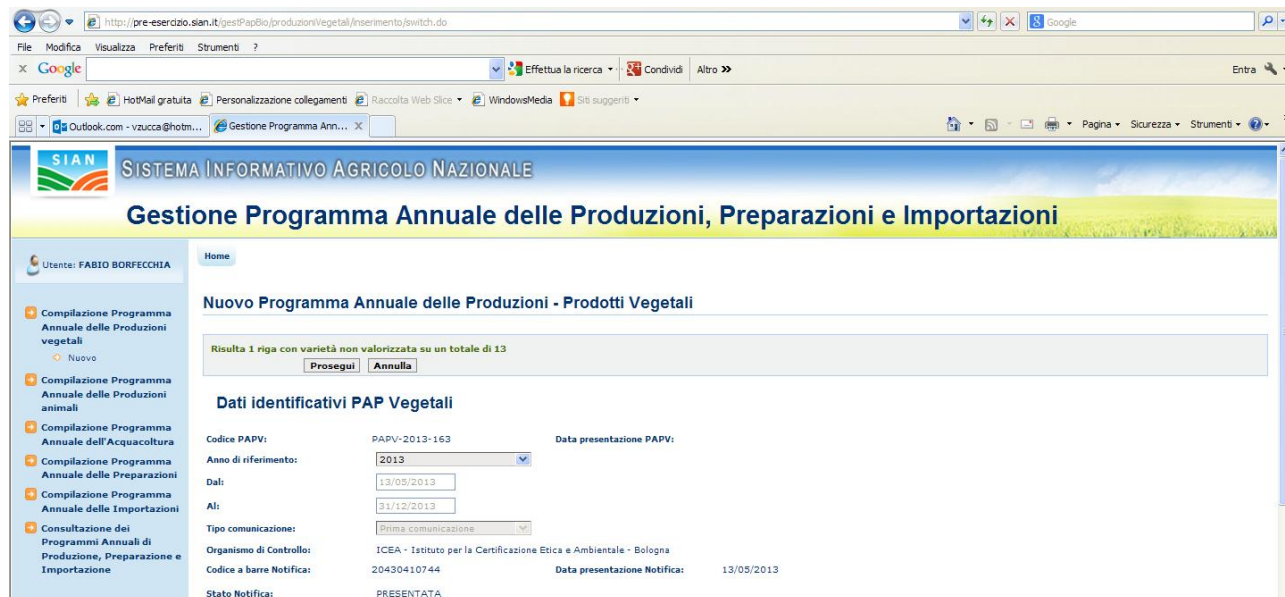 http://pre-esercizio.sian.it/gestPapBio/produzioniVegetali/inserimento/switch.do
Google
File Modifica Visualizza Preferiti Strumenti ?
x Google Effettua la ricerca Condividi Altro >> Entra
Preferiti HotMail gratuita Personalizzazione collegamenti Raccolta Web Slice WindowsMedia Siti suggeriti
Outlook.com - vzucca@hotm... Gestione Programma Ann... X Pagina Sicurezza Strumenti
SIAN
SISTEMA INFORMATIVO AGRICOLO NAZIONALE
Gestione Programma Annuale delle Produzioni, Preparazioni e Importazioni
Utente: FABIO BORFECCHIA
Compilazione Programma
Annuale delle Produzioni
vegetali
Nuovo
Compilazione Programma
Annuale delle Produzioni
animali
Compilazione Programma
Annuale dell'Acquacoltura
Compilazione Programma
Annuale delle Preparazioni
Compilazione Programma
Annuale delle Importazioni
Consultazione dei
Programmi Annuali di
Produzione, Preparazione e
Importazione
Home
Nuovo Programma Annuale delle Produzioni - Prodotti Vegetali
Risulta 1 riga con varietà non valorizzata su un totale di 13
Prosegui Annulla
Dati identificativi PAP Vegetali
Codice PAPV: PAPV-2013-163 Data presentazione PAPV:
Anno di riferimento: 2013
Dal: 13/05/2013
Al: 31/12/2013
Tipo comunicazione: Prima comunicazione
Organismo di Controllo: ICEA - Istituto per la Certificazione Etica e Ambientale - Bologna
Codice a barre Notifica: 20430410744 Data presentazione Notifica: 13/05/2013
Stato Notifica: PRESENTATA